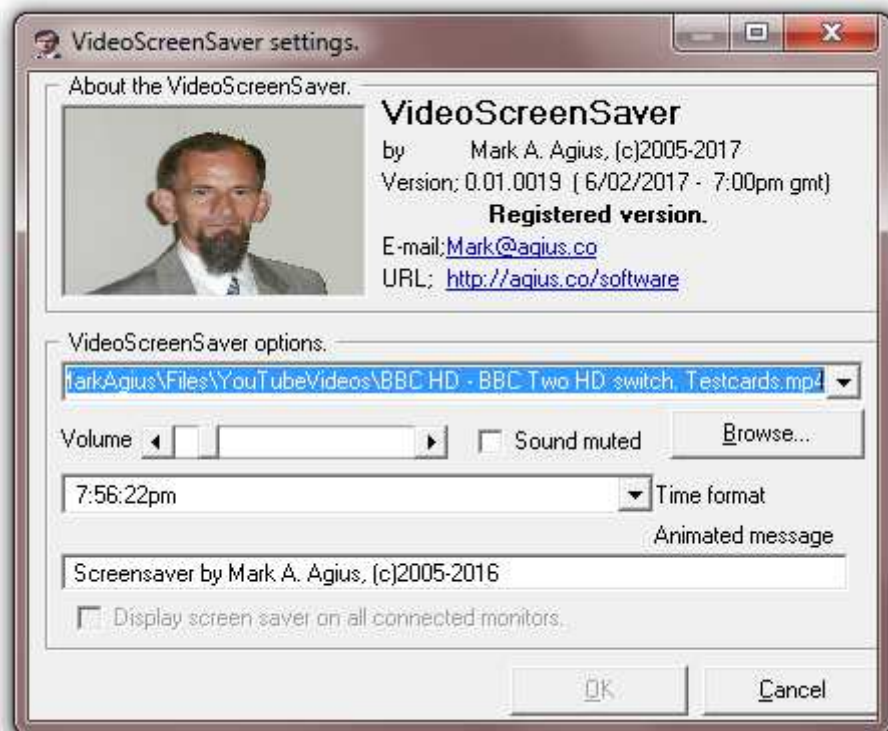 VideoScreenSaver settings.
About the VideoScreenSaver.
VideoScreenSaver
by Mark A. Agius, (c)2005-2017
Version; 0.01.0019 ( 6/02/2017 - 7:00pm gmt)
Registered version.
E-mail;Mark@agius.co
URL; http://agius.co/software
VideoScreenSaver options.
MarkAgius\Files\YouTubeVideos\BBC HD - BBC Two HD switch. Testcards.mp4
Volume Sound muted Browse...
7:56:22pm Time format
Animated message
Screensaver by Mark A. Agius, (c)2005-2016
Display screen saver on all connected monitors.
OK Cancel